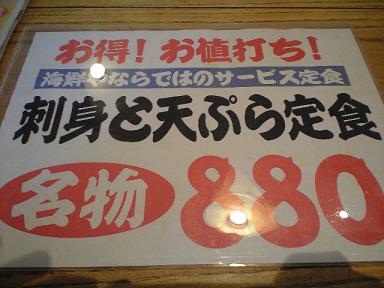 お得！お値打ち！
海鮮やならではのサービス定食
刺身と天ぷら定食
名物 880